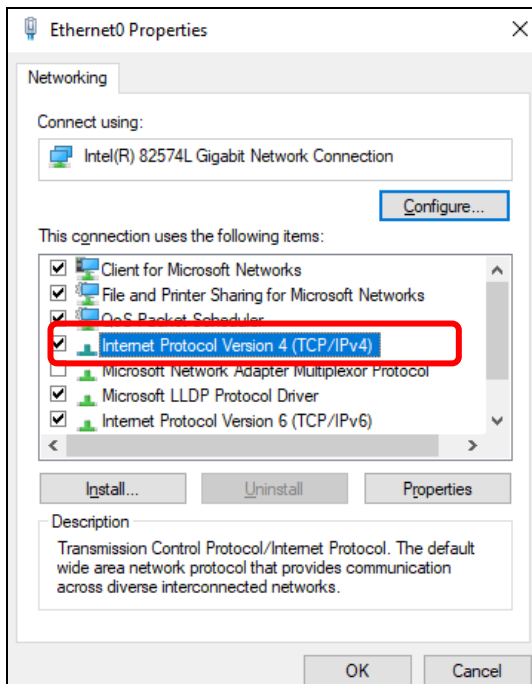 Ethernet0 Properties
Networking
Connect using:
Intel(R) 82574L Gigabit Network Connection
Configure...
This connection uses the following items:
Client for Microsoft Networks
File and Printer Sharing for Microsoft Networks
QoS Packet Scheduler
Internet Protocol Version 4 (TCP/IPv4)
Microsoft Network Adapter Multiplexor Protocol
Microsoft LLDP Protocol Driver
Internet Protocol Version 6 (TCP/IPv6)
Install... Uninstall Properties
Description
Transmission Control Protocol/Internet Protocol. The default
wide area network protocol that provides communication
across diverse interconnected networks.
OK Cancel